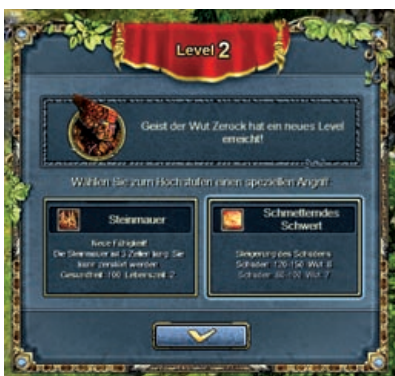 Level 2
Geist der Wut Zerock hat ein neues Level
erreicht!
Wählen Sie zum Hochstufen einen speziellen Angriff:
Steinmauer
Neue Fähigkeit!
Die Steinmauer ist 3 Zellen lang. Sie
kann zerstört werden
Gesundheit: 100 Lebenszeit: 2
Schmetterndes
Schwert
Steigerung des Schadens
Schaden: 120-150 Wut: 8
Schaden: 80-100 Wut: 7